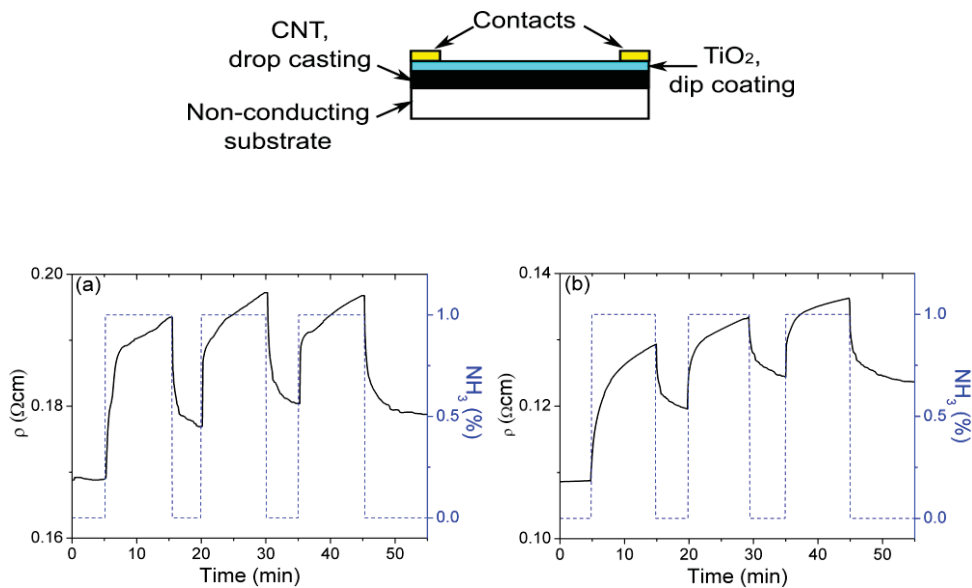 CNT,
drop casting
Contacts
TiO₂,
dip coating
Non-conducting
substrate
(a)
0.20
0.18
0.16
ρ (Ωcm)
1.0
0.5
0.0
NH₃ (%)
0 10 20 30 40 50
Time (min)
(b)
0.14
0.12
0.10
ρ (Ωcm)
1.0
0.5
0.0
NH₃ (%)
0 10 20 30 40 50
Time (min)